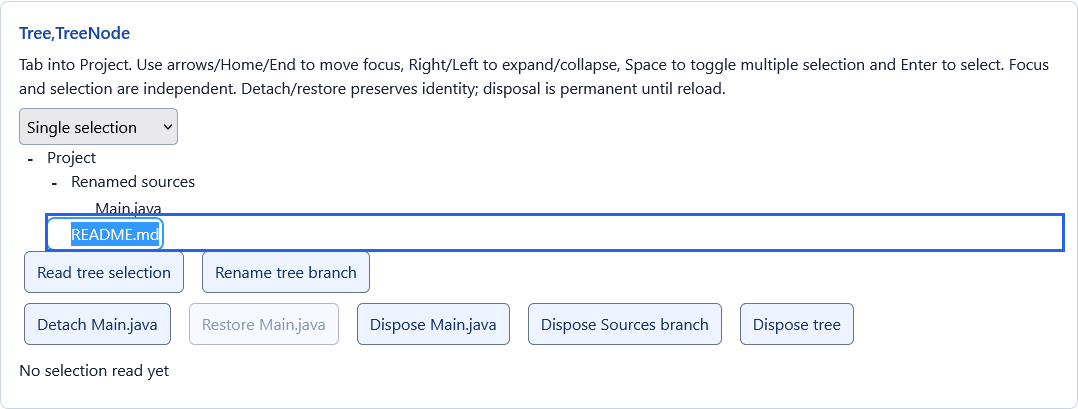 Tree,TreeNode
Tab into Project. Use arrows/Home/End to move focus, Right/Left to expand/collapse, Space to toggle multiple selection and Enter to select. Focus
and selection are independent. Detach/restore preserves identity; disposal is permanent until reload.
Single selection
- Project
- Renamed sources
Main.java
README.md
Read tree selection Rename tree branch
Detach Main.java Restore Main.java Dispose Main.java Dispose Sources branch Dispose tree
No selection read yet